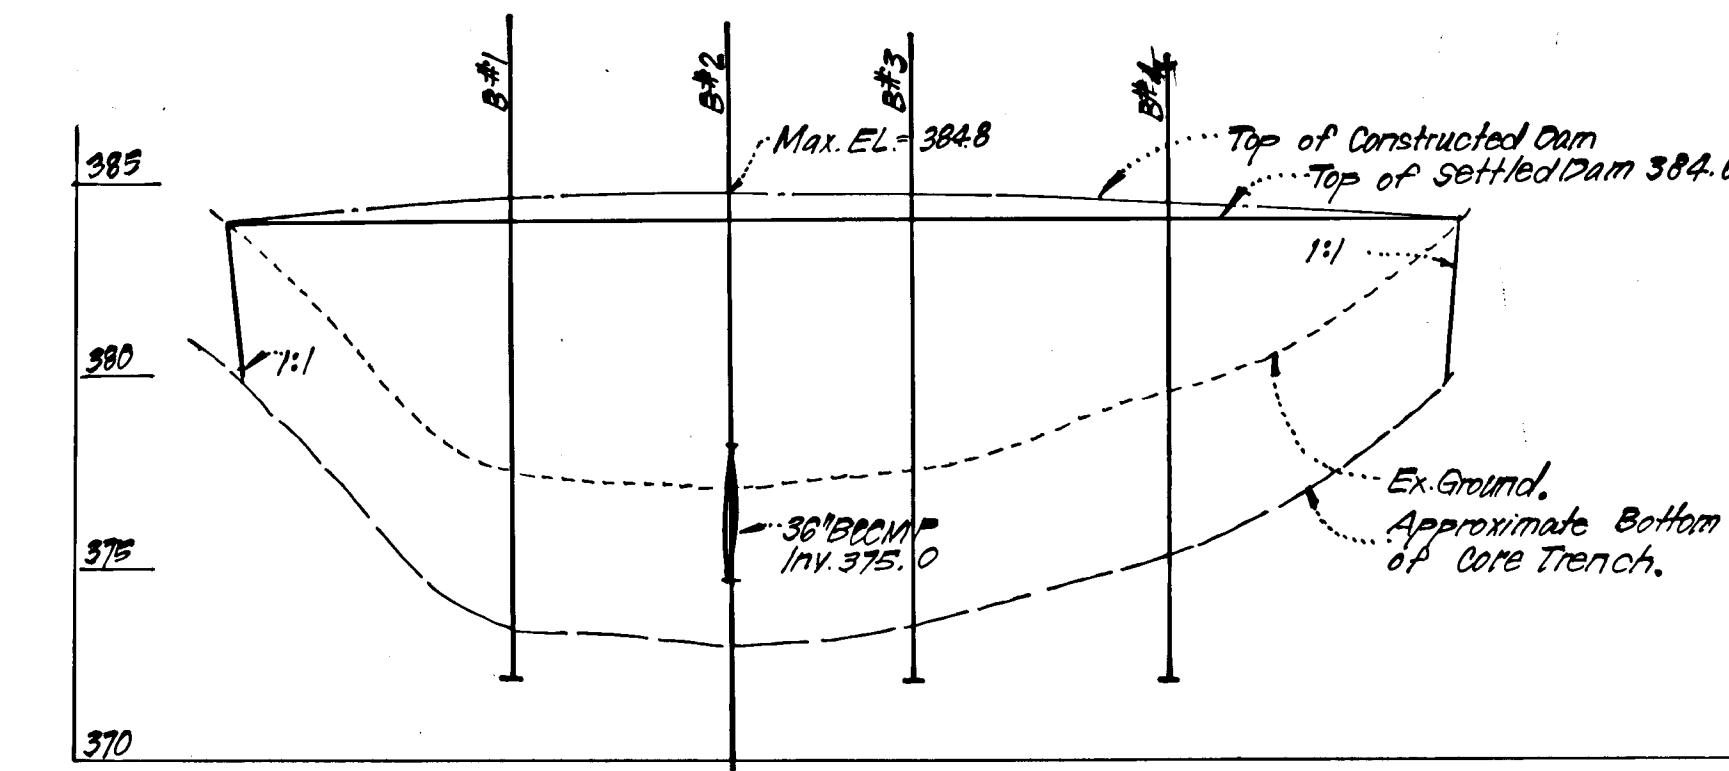 B#1
B#2
B#3
B#4
Max. EL.= 384.8
Top of Constructed Dam
Top of Settled Dam 384.0
385
1:1
380
1:1
Ex. Ground.
36"BCCMP
Inv. 375.0
Approximate Bottom
of Core Trench.
375
370